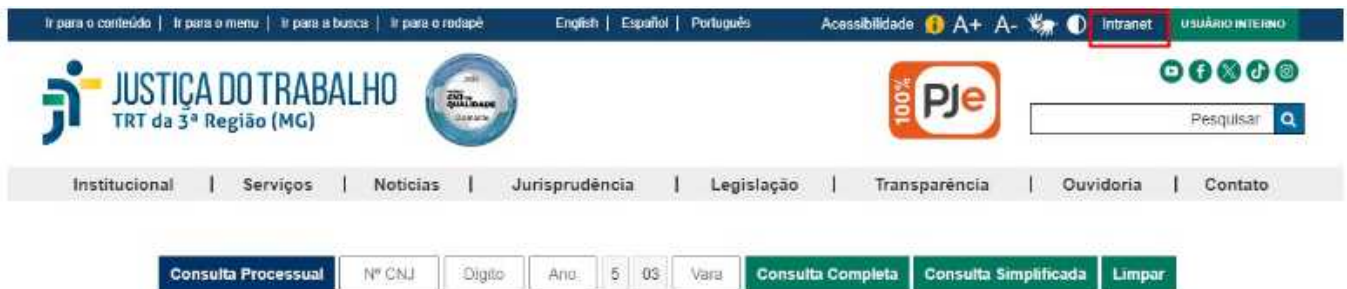 Ir para o conteúdo | Ir para o menu | Ir para a busca | Ir para o rodapé English | Español | Português Acessibilidade A+ A- Intranet USUÁRIO INTERNO
JUSTIÇA DO TRABALHO
TRT da 3ª Região (MG)
QUALIDADE
100% PJe
Pesquisar
Institucional | Serviços | Notícias | Jurisprudência | Legislação | Transparência | Ouvidoria | Contato
Consulta Processual Nº CNJ Dígito Ano 5 03 Vara Consulta Completa Consulta Simplificada Limpar